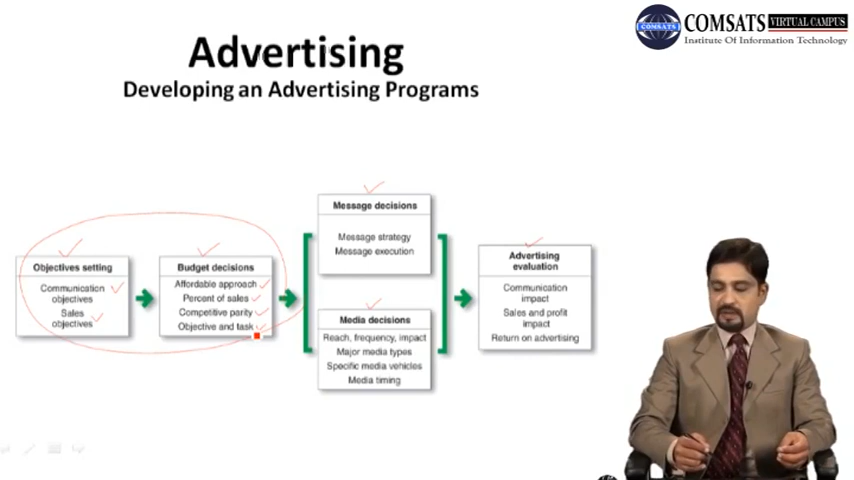 COMSATS VIRTUAL CAMPUS
COMSATS
Institute Of Information Technology
Advertising
Developing an Advertising Programs
Objectives setting
Communication
objectives
Sales
objectives
Budget decisions
Affordable approach
Percent of sales
Competitive parity
Objective and task
Message decisions
Message strategy
Message execution
Media decisions
Reach, frequency, impact
Major media types
Specific media vehicles
Media timing
Advertising
evaluation
Communication
impact
Sales and profit
impact
Return on advertising